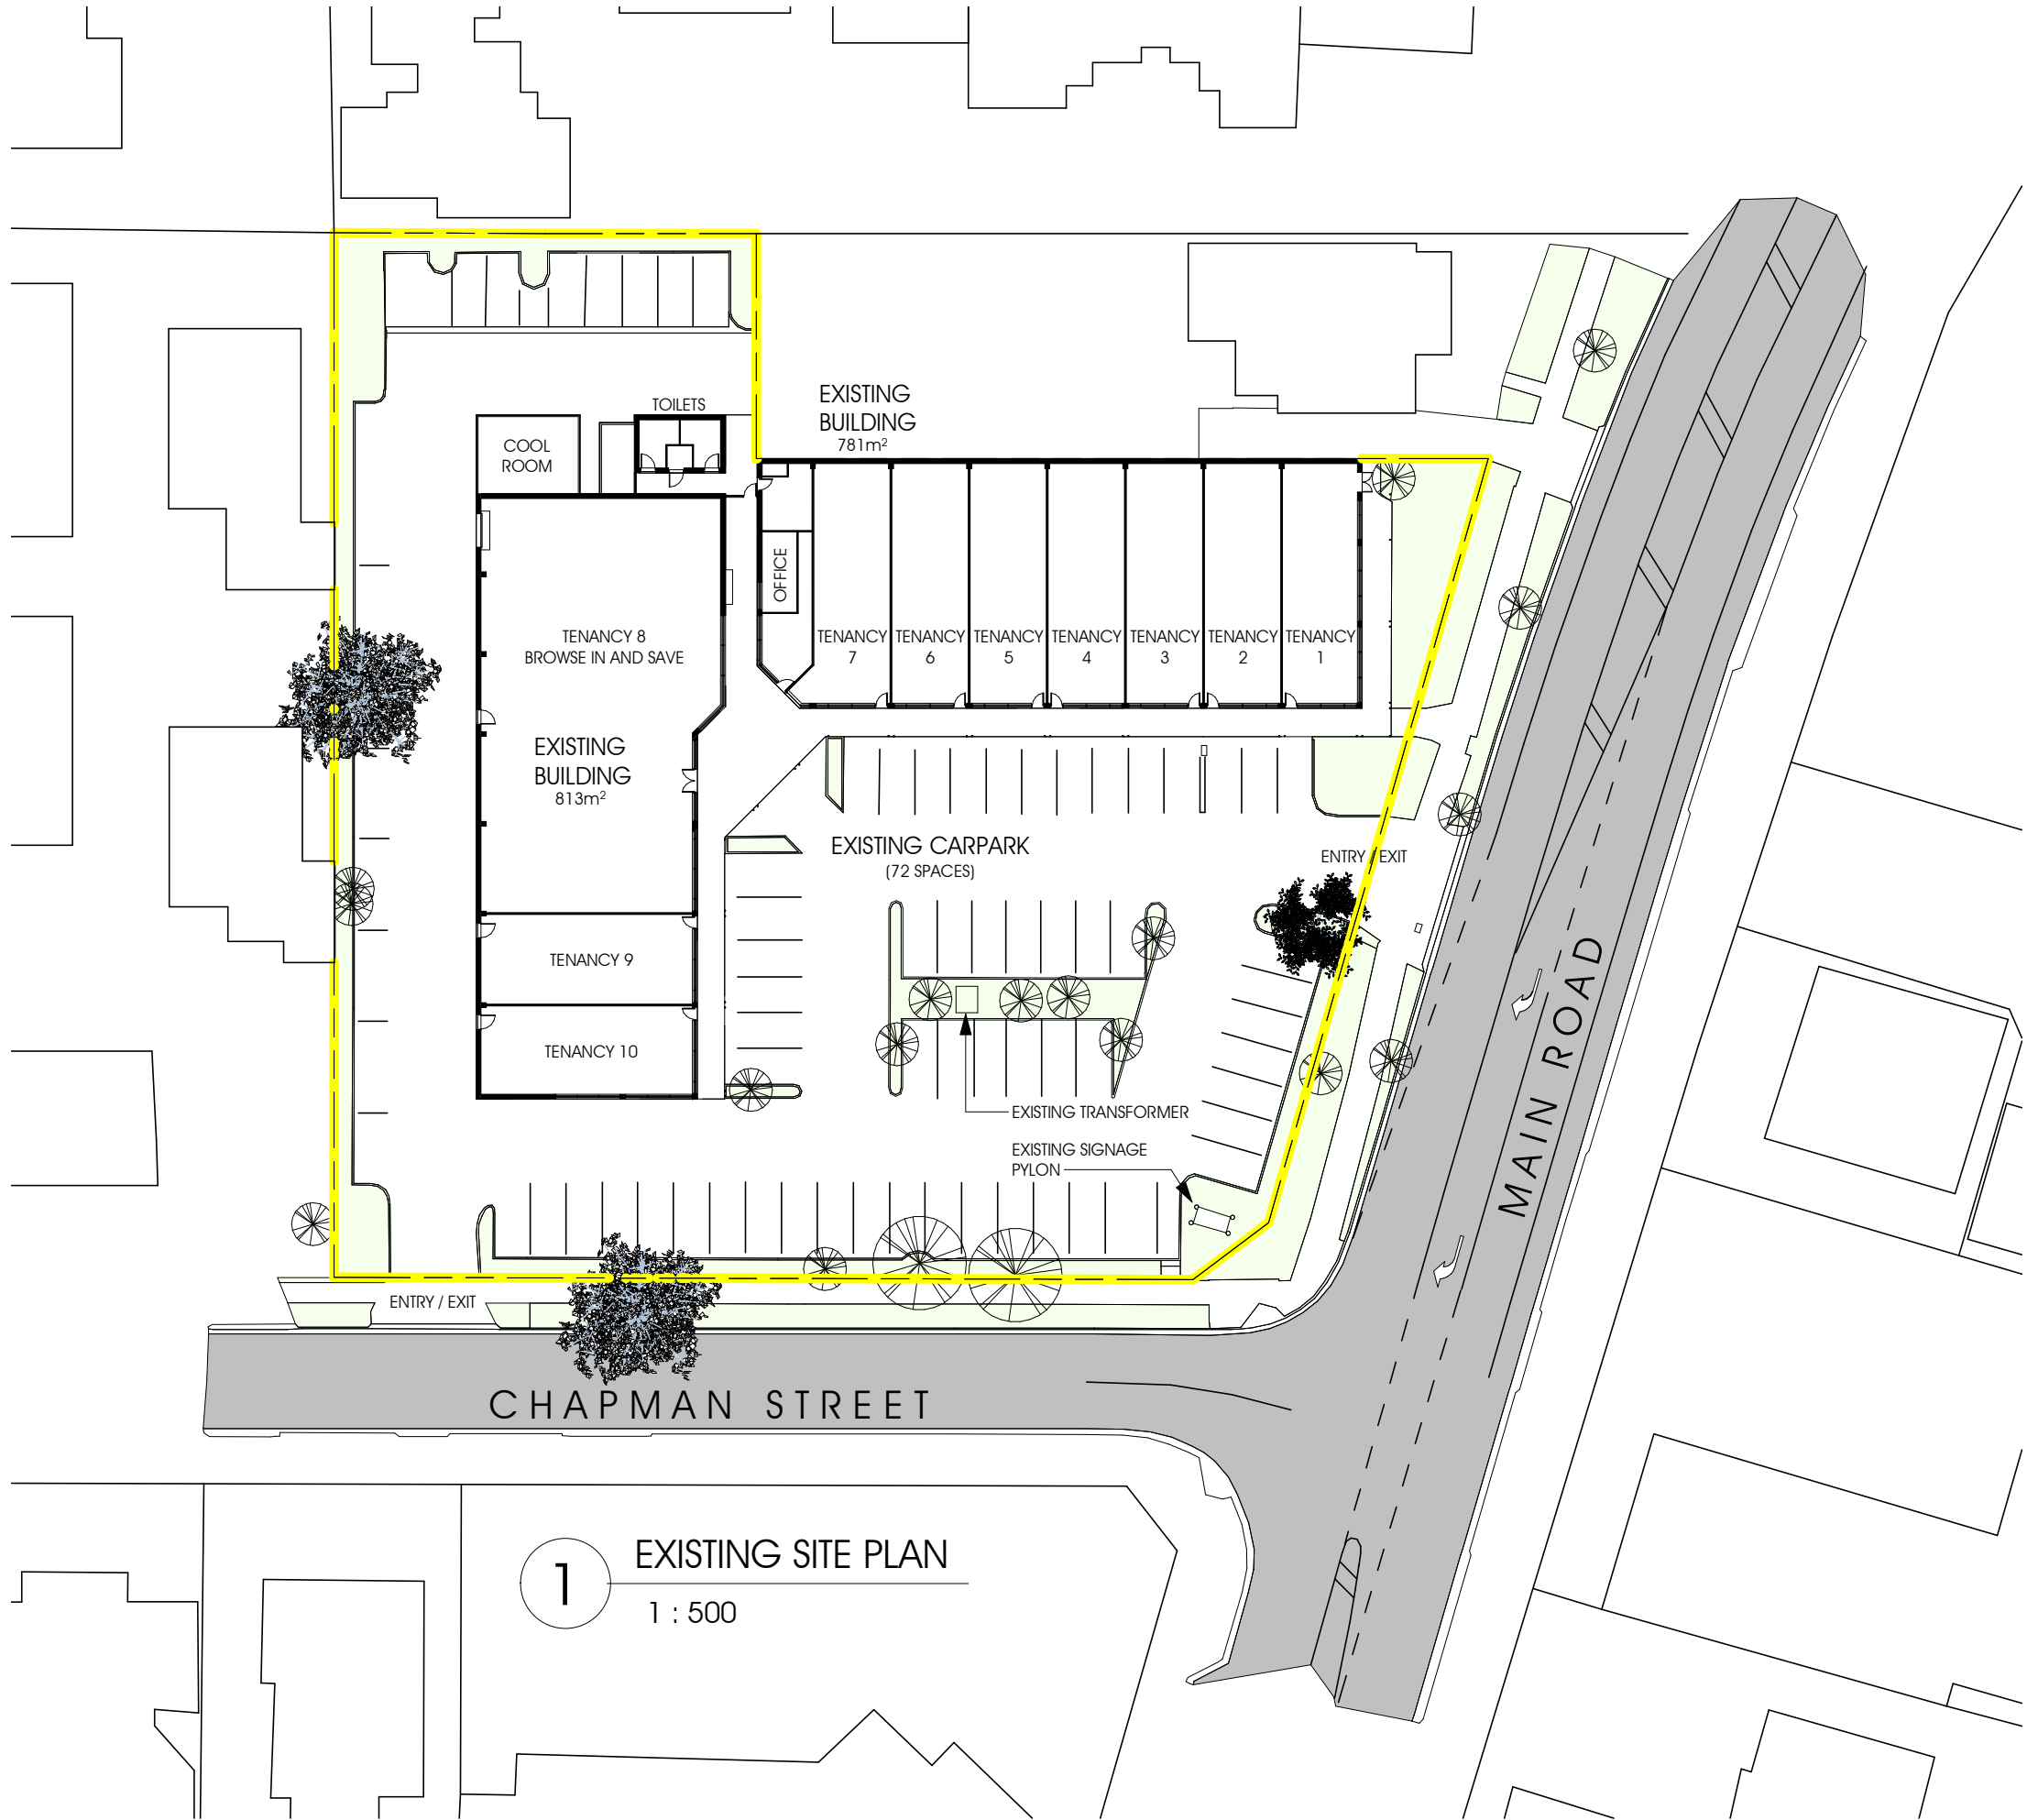 TOILETS
EXISTING
BUILDING
781m²
COOL
ROOM
OFFICE
TENANCY 8
BROWSE IN AND SAVE
TENANCY
7
TENANCY
6
TENANCY
5
TENANCY
4
TENANCY
3
TENANCY
2
TENANCY
1
EXISTING
BUILDING
813m²
EXISTING CARPARK
(72 SPACES)
ENTRY / EXIT
TENANCY 9
TENANCY 10
MAIN ROAD
EXISTING TRANSFORMER
EXISTING SIGNAGE
PYLON
ENTRY / EXIT
CHAPMAN STREET
1
EXISTING SITE PLAN
1 : 500